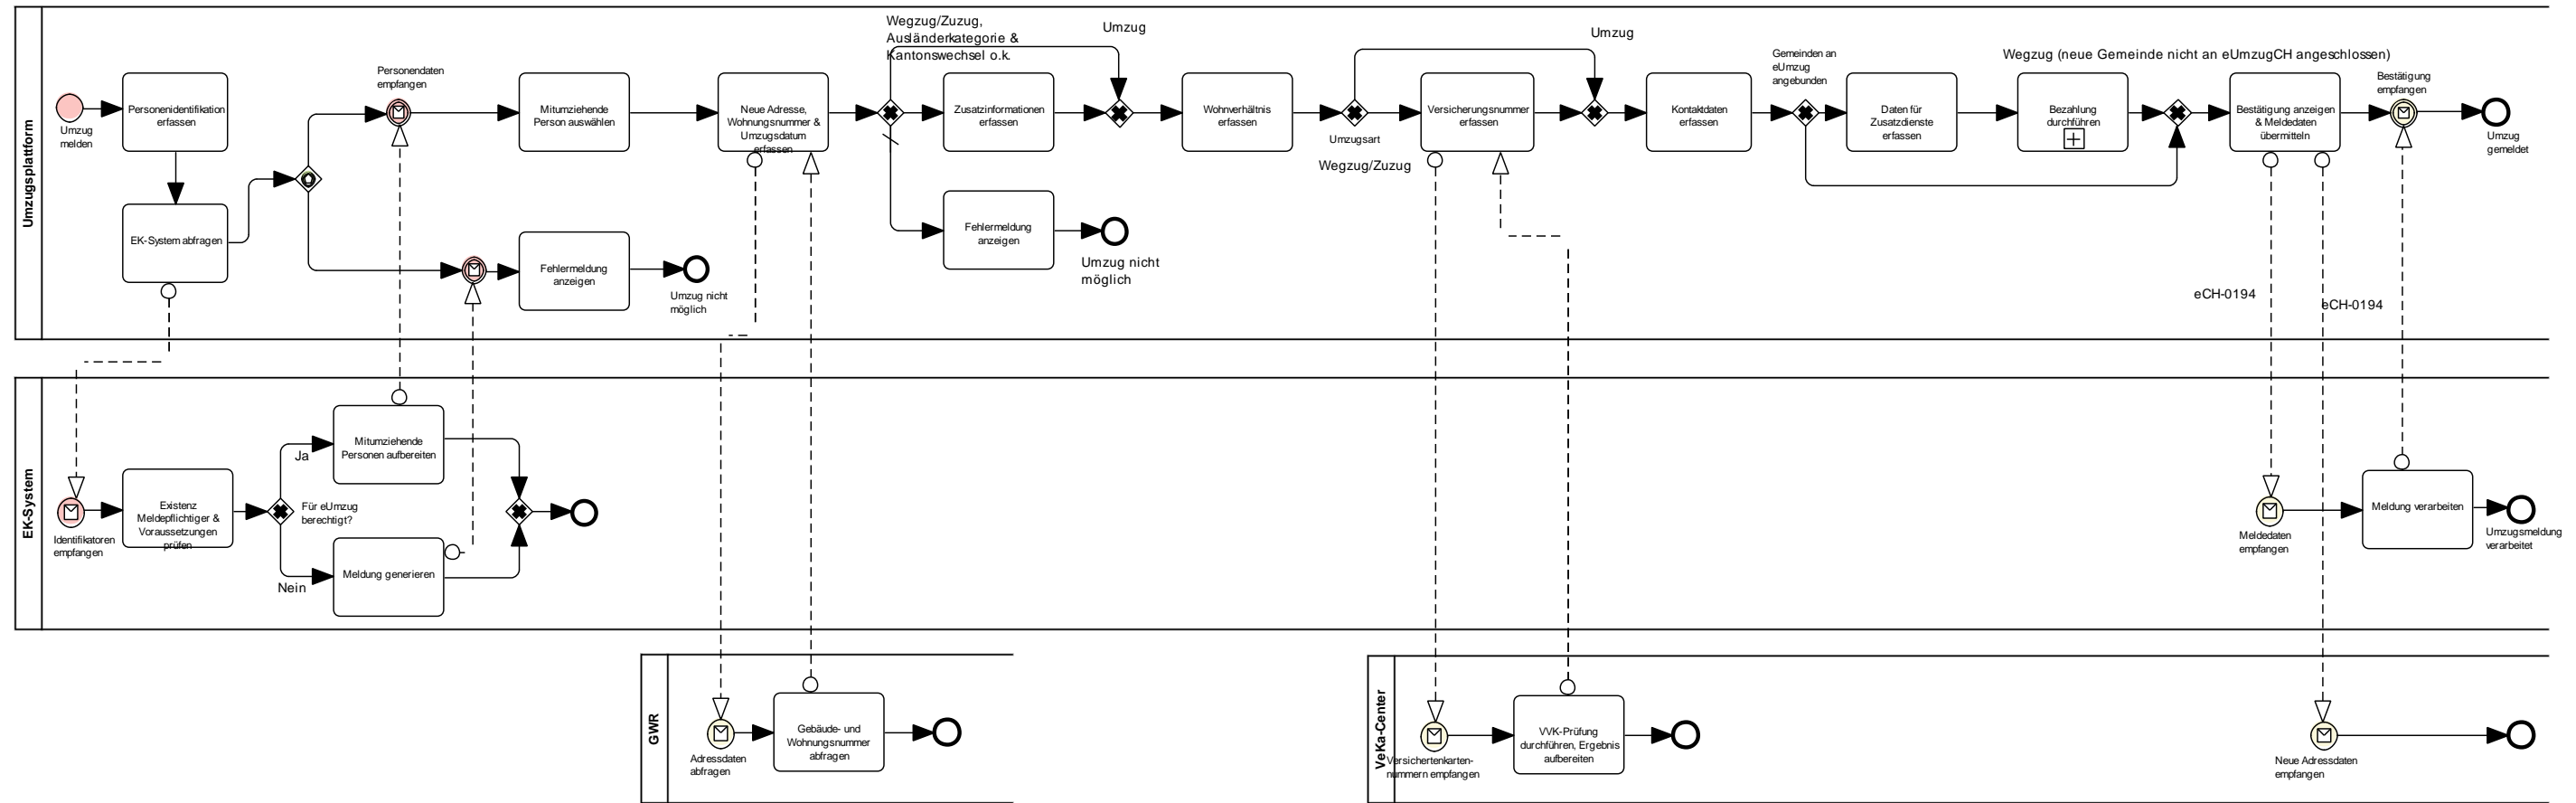 Umzugsplattform
Umzug
melden
Personenidentifikation
erfassen
EK-System abfragen
Personendaten
empfangen
Mitumziehende
Person auswählen
Fehlermeldung
anzeigen
Umzug nicht
möglich
Neue Adresse,
Wohnungsnummer &
Umzugsdatum
erfassen
Wegzug/Zuzug,
Ausländerkategorie &
Kantonswechsel o.k.
Umzug
Zusatzinformationen
erfassen
Fehlermeldung
anzeigen
Umzug nicht
möglich
Wohnverhältnis
erfassen
Umzugsart
Wegzug/Zuzug
Umzug
Versicherungsnummer
erfassen
Kontaktdaten
erfassen
Gemeinden an
eUmzug
angebunden
Daten für
Zusatzdienste
erfassen
Wegzug (neue Gemeinde nicht an eUmzugCH angeschlossen)
Bezahlung
durchführen
Bestätigung anzeigen
& Meldedaten
übermitteln
Bestätigung
empfangen
Umzug
gemeldet
eCH-0194
eCH-0194
EK-System
Identifikatoren
empfangen
Existenz
Meldepflichtiger &
Voraussetzungen
prüfen
Für eUmzug
berechtigt?
Ja
Nein
Mitumziehende
Personen aufbereiten
Meldung generieren
Meldedaten
empfangen
Meldung verarbeiten
Umzugsmeldung
verarbeitet
GWR
Adressdaten
abfragen
Gebäude- und
Wohnungsnummer
abfragen
VeKa-Center
Versichertenkarten-
nummern empfangen
VVK-Prüfung
durchführen, Ergebnis
aufbereiten
Neue Adressdaten
empfangen